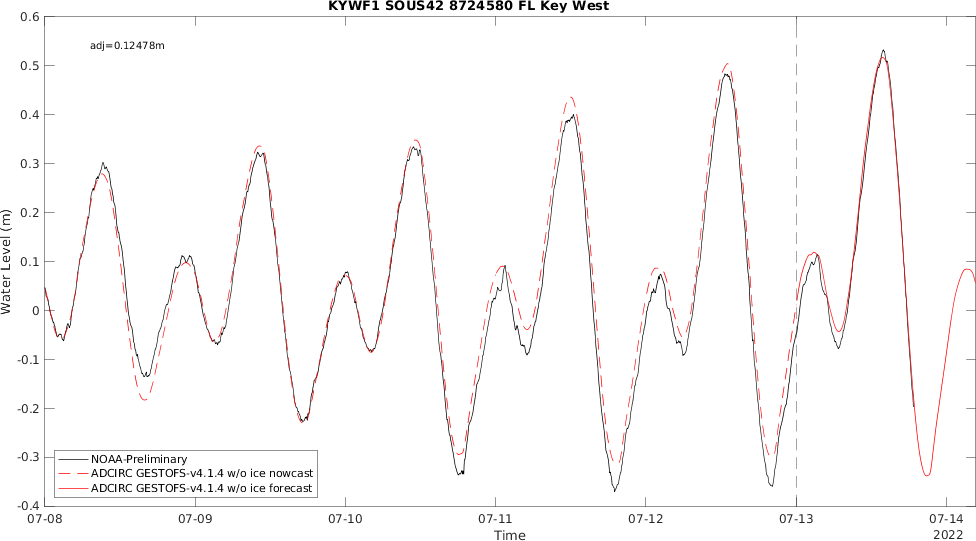 KYWF1 SOUS42 8724580 FL Key West
adj=0.12478m
0.6
0.5
0.4
0.3
0.2
0.1
0
-0.1
-0.2
-0.3
-0.4
Water Level (m)
NOAA-Preliminary
ADCIRC GESTOFS-v4.1.4 w/o ice nowcast
ADCIRC GESTOFS-v4.1.4 w/o ice forecast
07-08 07-09 07-10 07-11 07-12 07-13 07-14
Time
2022